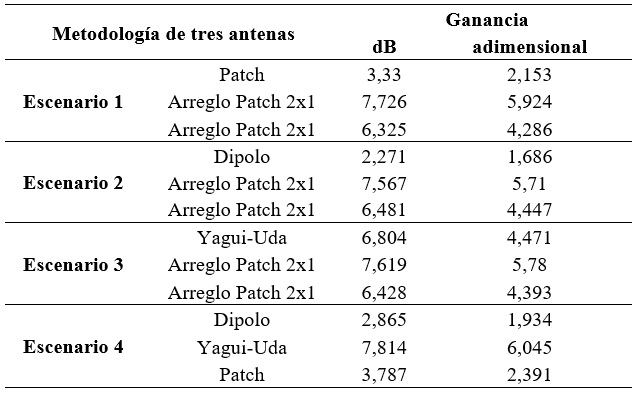 Metodología de tres antenas Ganancia
dB adimensional
Escenario 1 Patch 3,33 2,153
Arreglo Patch 2x1 7,726 5,924
Arreglo Patch 2x1 6,325 4,286
Escenario 2 Dipolo 2,271 1,686
Arreglo Patch 2x1 7,567 5,71
Arreglo Patch 2x1 6,481 4,447
Escenario 3 Yagui-Uda 6,804 4,471
Arreglo Patch 2x1 7,619 5,78
Arreglo Patch 2x1 6,428 4,393
Escenario 4 Dipolo 2,865 1,934
Yagui-Uda 7,814 6,045
Patch 3,787 2,391